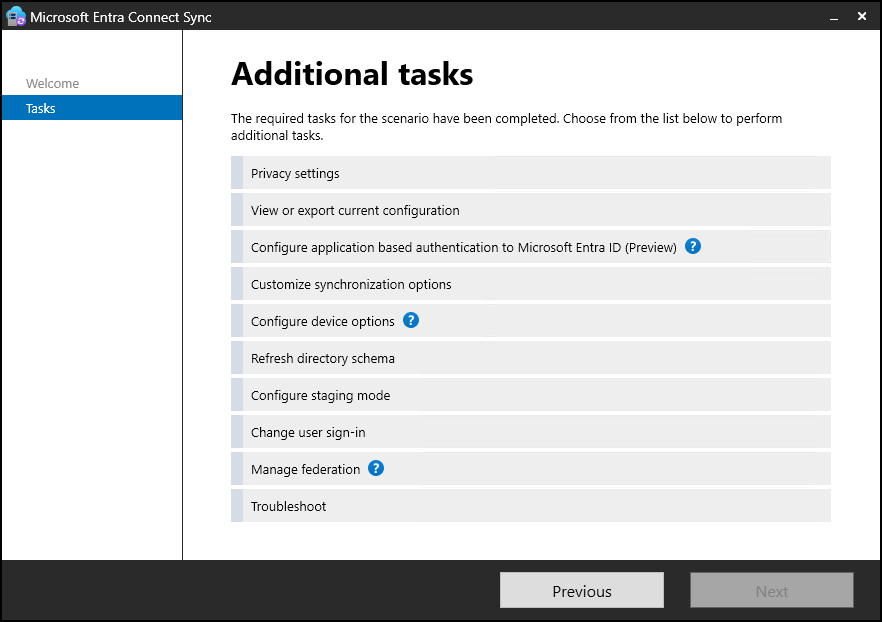 Microsoft Entra Connect Sync
Welcome
Tasks
Additional tasks
The required tasks for the scenario have been completed. Choose from the list below to perform
additional tasks.
Privacy settings
View or export current configuration
Configure application based authentication to Microsoft Entra ID (Preview) ?
Customize synchronization options
Configure device options ?
Refresh directory schema
Configure staging mode
Change user sign-in
Manage federation ?
Troubleshoot
Previous
Next